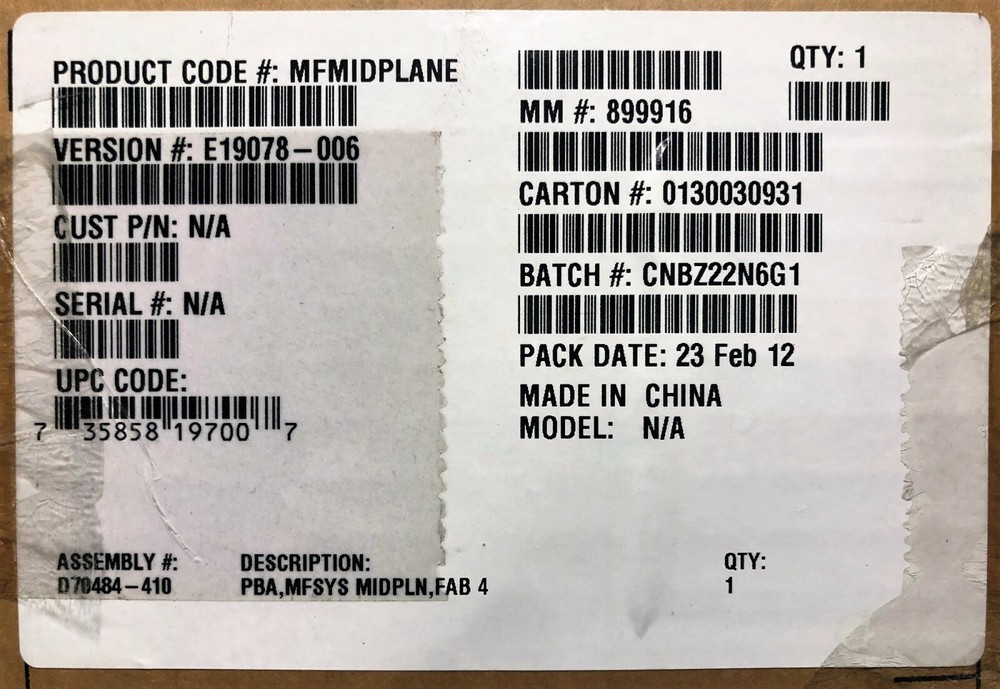 PRODUCT CODE #: MFMIDPLANE
VERSION #: E19078-006
CUST P/N: N/A
SERIAL #: N/A
UPC CODE:
7 35858 19700 7
QTY: 1
MM #: 899916
CARTON #: 0130030931
BATCH #: CNBZ22N6G1
PACK DATE: 23 Feb 12
MADE IN CHINA
MODEL: N/A
ASSEMBLY #: DESCRIPTION: QTY:
D70484-410 PBA,MFSYS MIDPLN,FAB 4 1